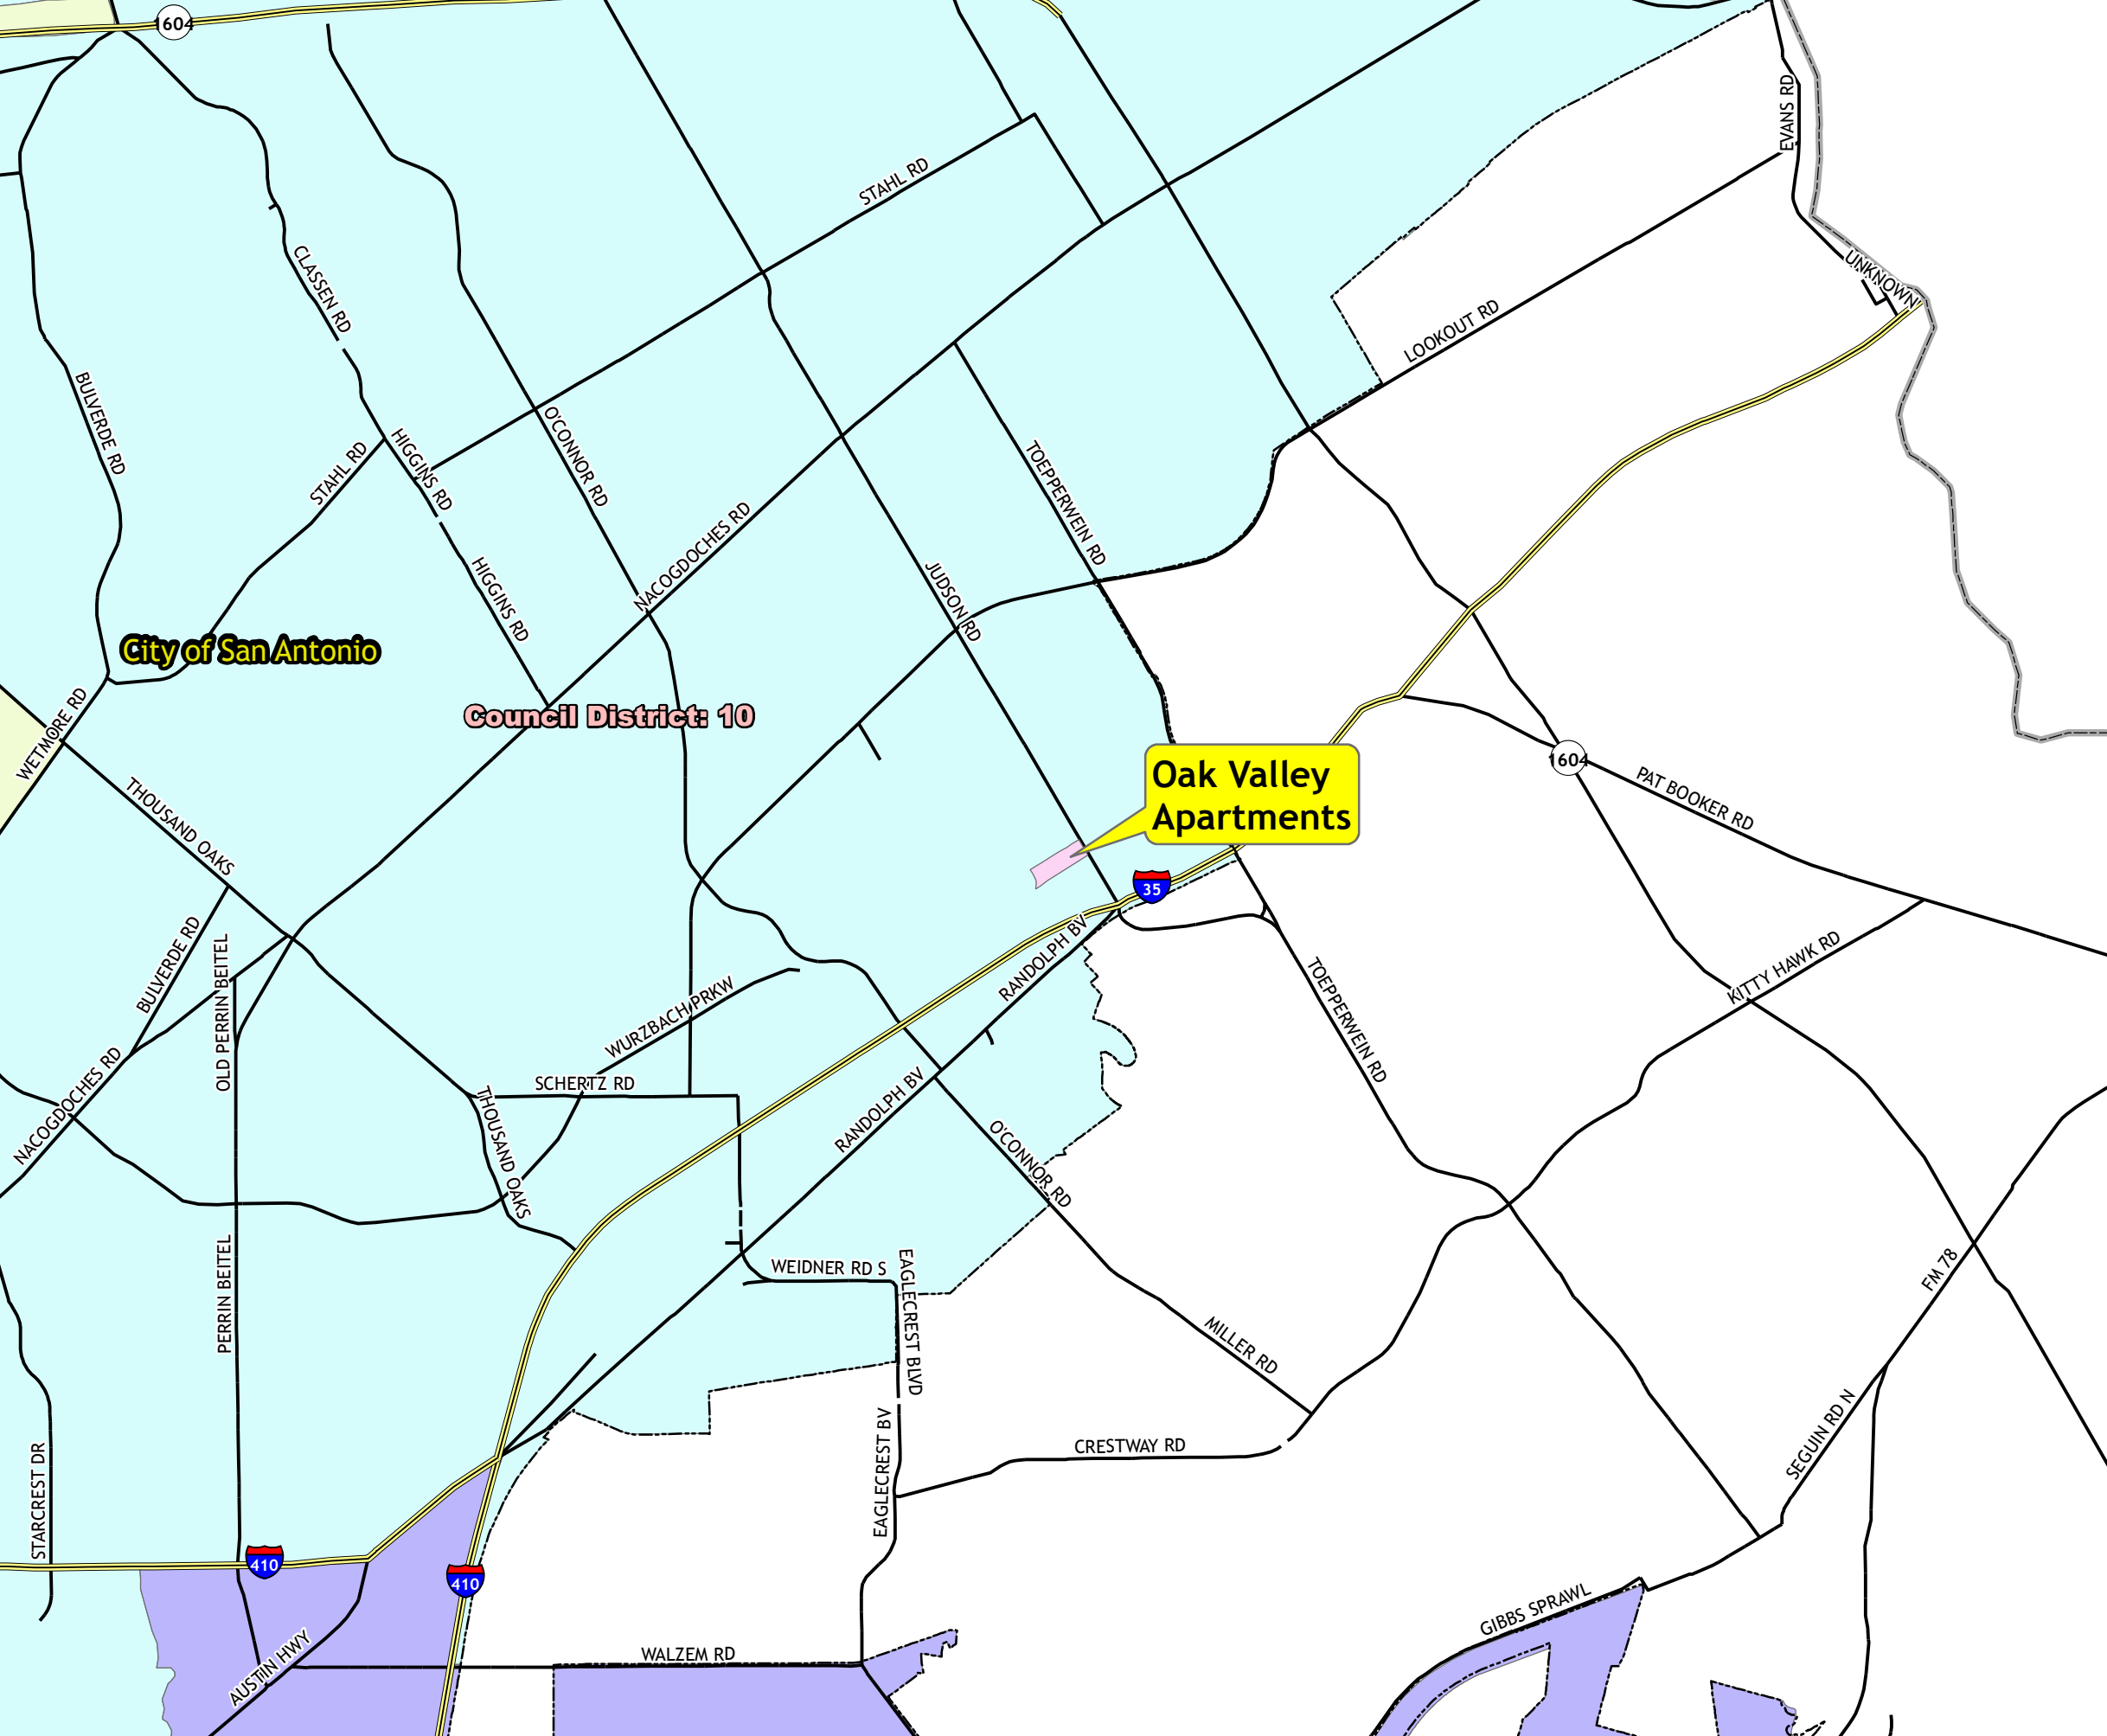 1604
EVANS RD
STAHL RD
CLASSEN RD
UNKNOWN
LOOKOUT RD
BULVERDE RD
HIGGINS RD
O'CONNOR RD
STAHL RD
TOEPPERWEIN RD
NACOGDOCHES RD
HIGGINS RD
JUDSON RD
City of San Antonio
WETMORE RD
Council District: 10
Oak Valley
Apartments
1604
PAT BOOKER RD
THOUSAND OAKS
35
BULVERDE RD
OLD PERRIN BEITEL
RANDOLPH BV
KITTY HAWK RD
WURZBACH PRKW
TOEPPERWEIN RD
NACOGDOCHES RD
SCHERTZ RD
THOUSAND OAKS
RANDOLPH BV
O'CONNOR RD
PERRIN BEITEL
WEIDNER RD S
EAGLECREST BLVD
FM 78
MILLER RD
SEGUIN RD N
EAGLECREST BV
CRESTWAY RD
STARCREST DR
410
410
GIBBS SPRAWL
AUSTIN HWY
WALZEM RD